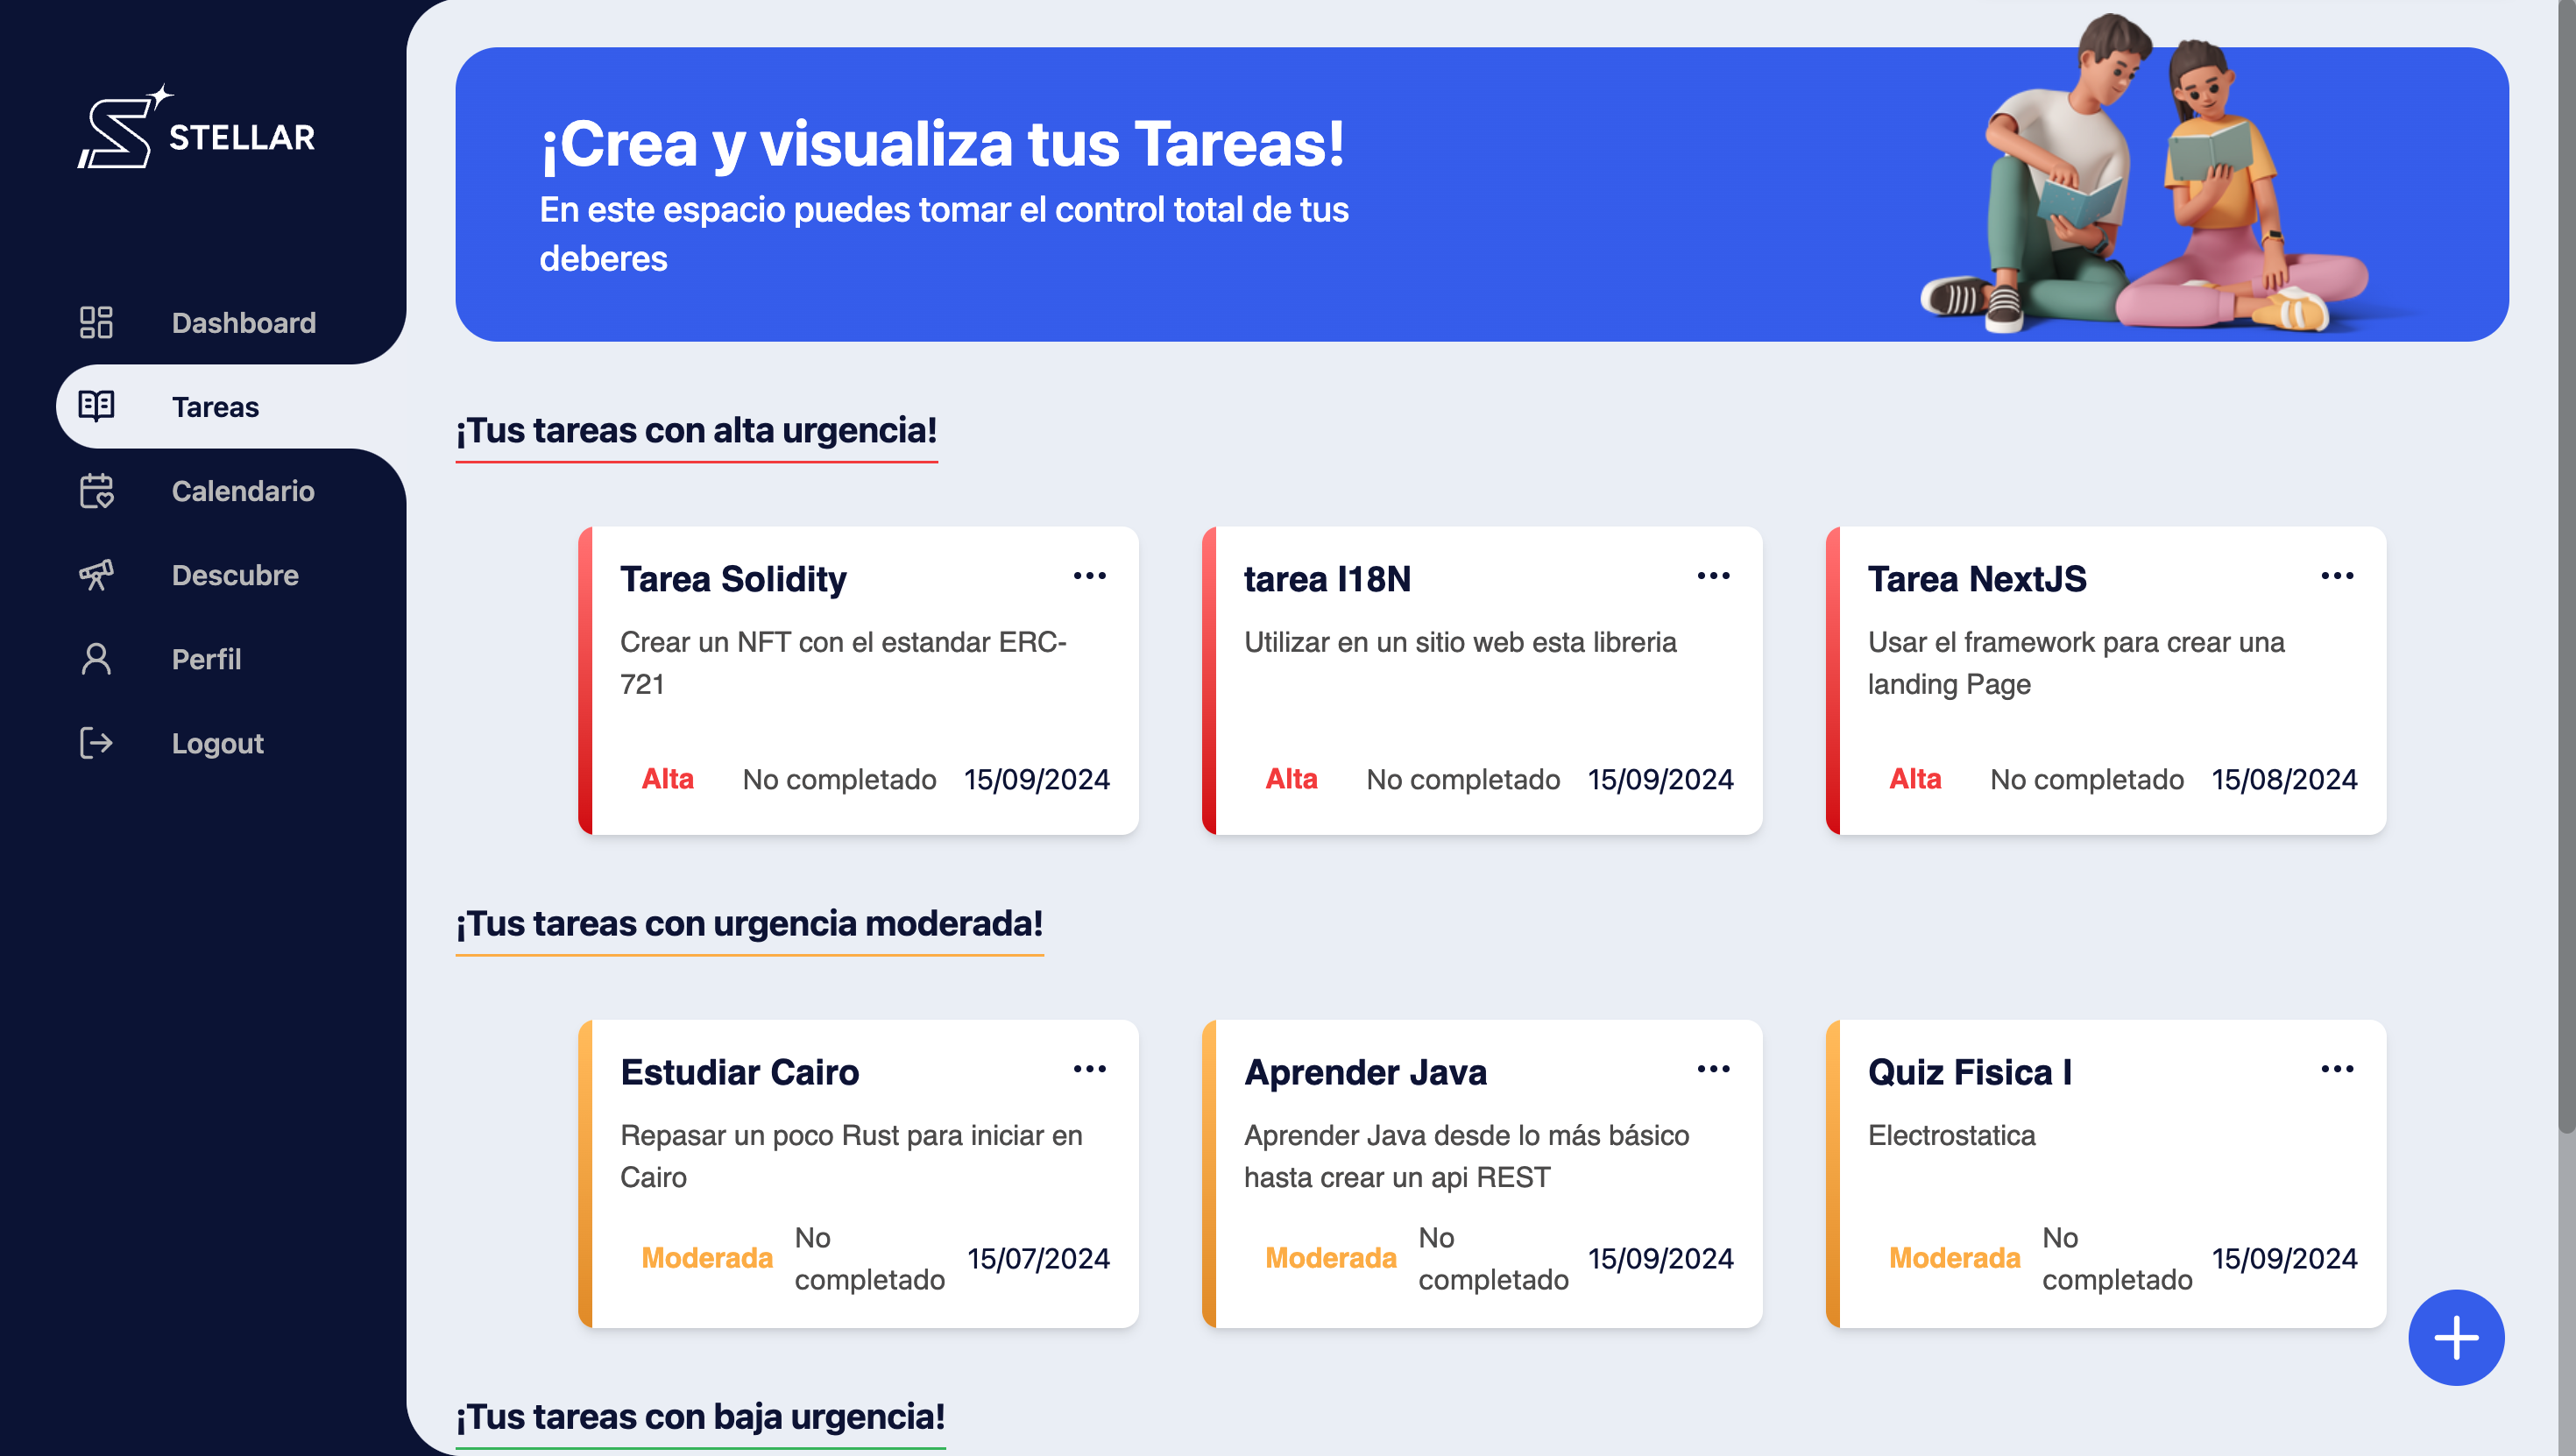 STELLAR
Dashboard
Tareas
Calendario
Descubre
Perfil
Logout
¡Crea y visualiza tus Tareas!
En este espacio puedes tomar el control total de tus
deberes
¡Tus tareas con alta urgencia!
Tarea Solidity
Crear un NFT con el estandar ERC-
721
Alta No completado 15/09/2024
tarea I18N
Utilizar en un sitio web esta libreria
Alta No completado 15/09/2024
Tarea NextJS
Usar el framework para crear una
landing Page
Alta No completado 15/08/2024
¡Tus tareas con urgencia moderada!
Estudiar Cairo
Repasar un poco Rust para iniciar en
Cairo
Moderada No
completado 15/07/2024
Aprender Java
Aprender Java desde lo más básico
hasta crear un api REST
Moderada No
completado 15/09/2024
Quiz Fisica I
Electrostatica
Moderada No
completado 15/09/2024
¡Tus tareas con baja urgencia!